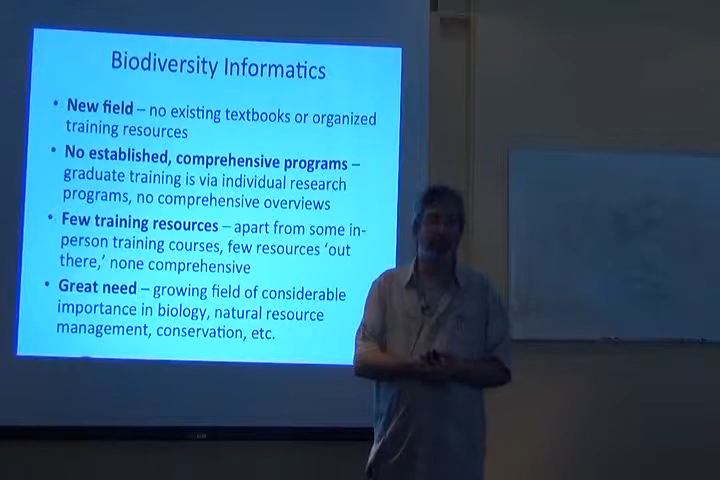 Biodiversity Informatics
• New field – no existing textbooks or organized
training resources
• No established, comprehensive programs –
graduate training is via individual research
programs, no comprehensive overviews
• Few training resources – apart from some in-
person training courses, few resources 'out
there,' none comprehensive
• Great need – growing field of considerable
importance in biology, natural resource
management, conservation, etc.